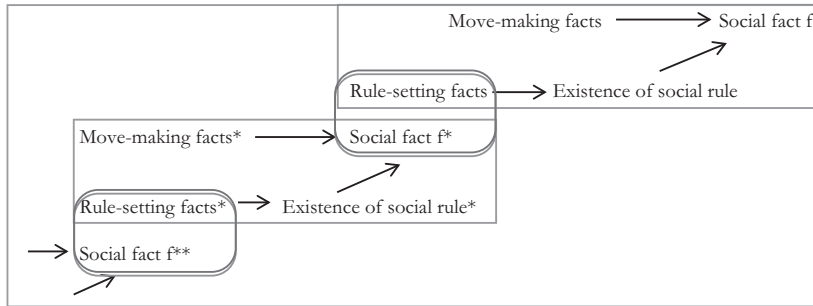 Move-making facts Social fact f
Rule-setting facts Existence of social rule
Move-making facts* Social fact f*
Rule-setting facts* Existence of social rule*
Social fact f**